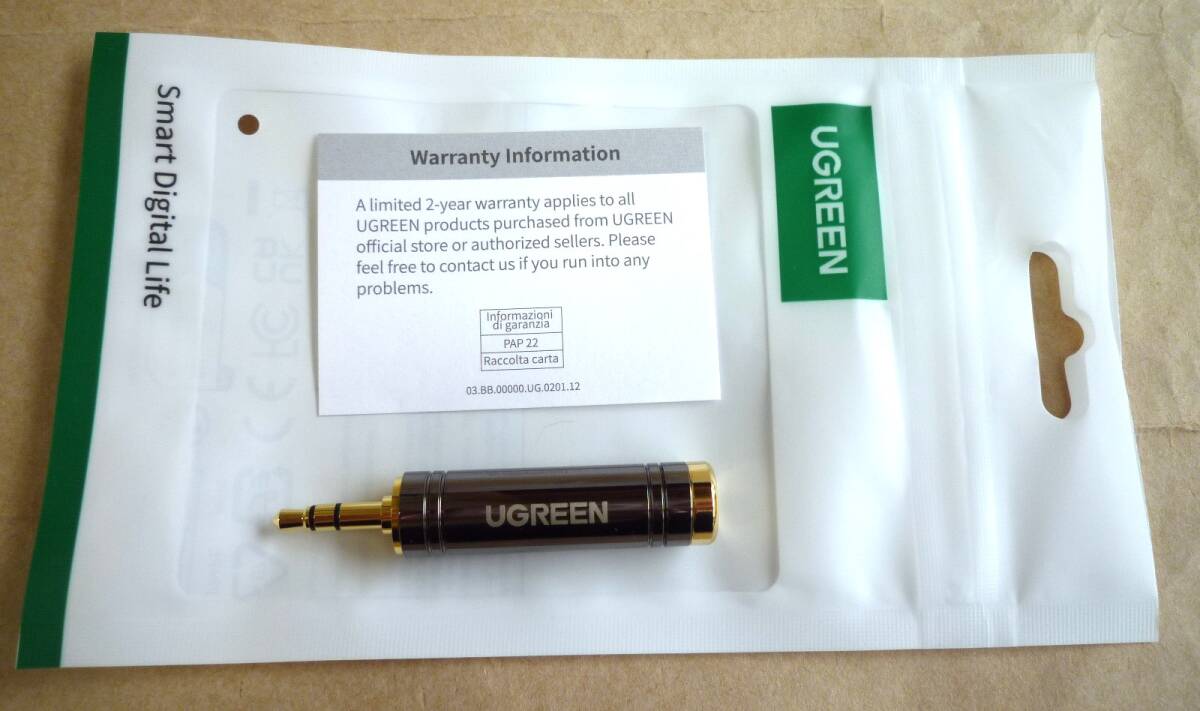 Smart Digital Life
Warranty Information
A limited 2-year warranty applies to all
UGREEN products purchased from UGREEN
official store or authorized sellers. Please
feel free to contact us if you run into any
problems.
Informazioni
di garanzia
PAP 22
Raccolta carta
03.BB.00000.UG.0201.12
UGREEN
UGREEN